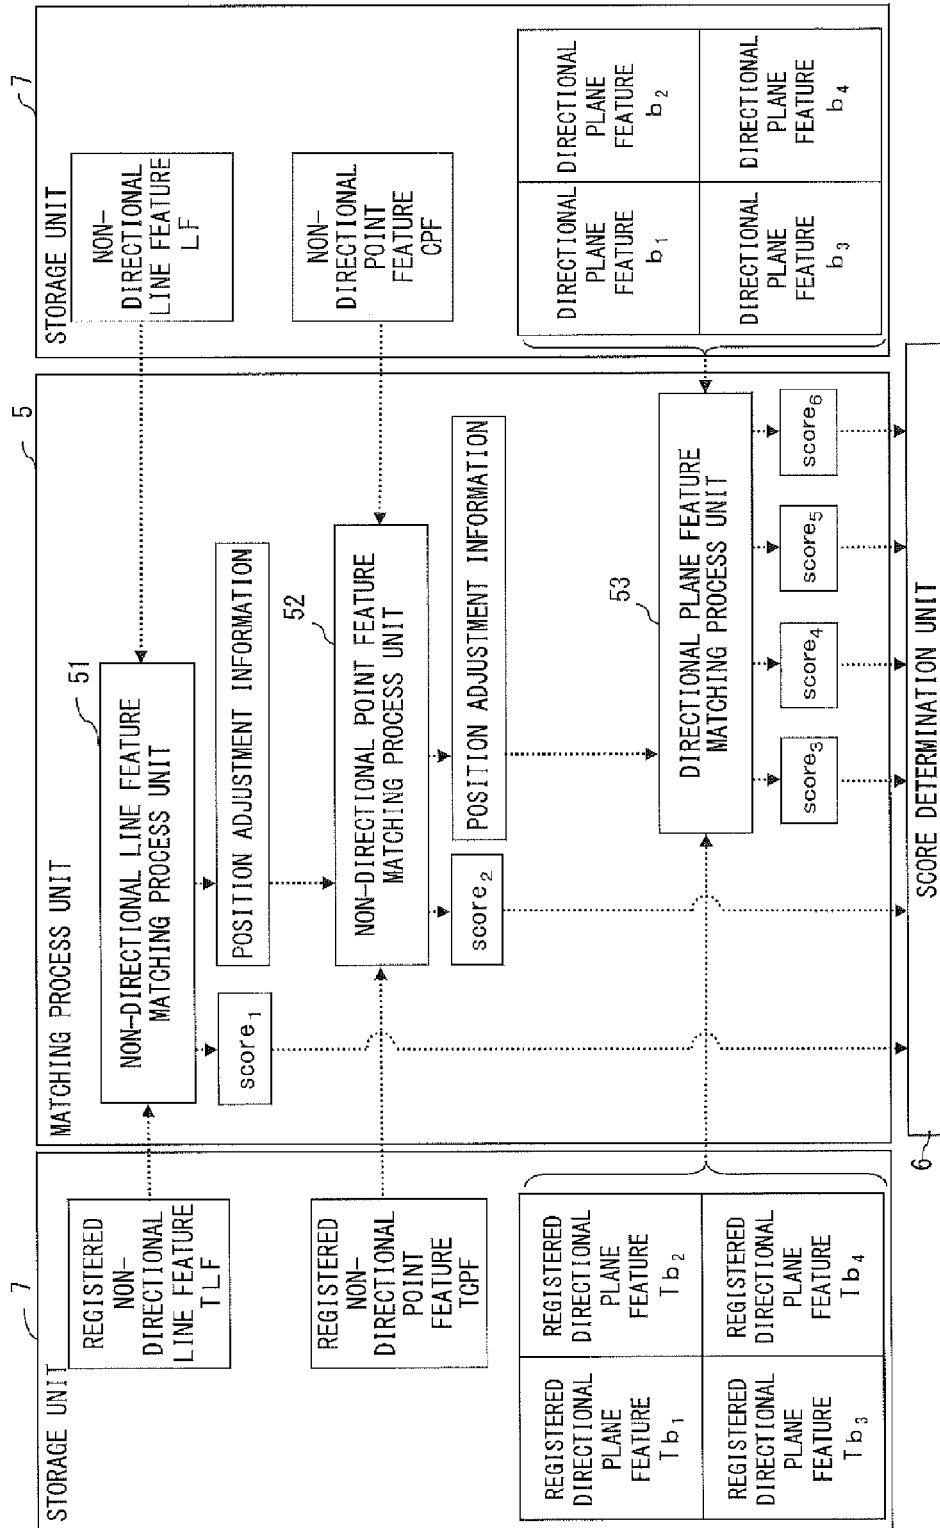 STORAGE UNIT
7
REGISTERED
NON-
DIRECTIONAL
LINE FEATURE
TLF
REGISTERED
NON-
DIRECTIONAL
POINT
FEATURE
TCPF
REGISTERED
DIRECTIONAL
PLANE
FEATURE
Tb1
REGISTERED
DIRECTIONAL
PLANE
FEATURE
Tb2
REGISTERED
DIRECTIONAL
PLANE
FEATURE
Tb3
REGISTERED
DIRECTIONAL
PLANE
FEATURE
Tb4
MATCHING PROCESS UNIT
5
51
NON-DIRECTIONAL LINE FEATURE
MATCHING PROCESS UNIT
score1
POSITION ADJUSTMENT INFORMATION
52
NON-DIRECTIONAL POINT FEATURE
MATCHING PROCESS UNIT
score2
POSITION ADJUSTMENT INFORMATION
53
DIRECTIONAL PLANE FEATURE
MATCHING PROCESS UNIT
score3
score4
score5
score6
STORAGE UNIT
7
NON-
DIRECTIONAL
LINE FEATURE
LF
NON-
DIRECTIONAL
POINT
FEATURE
CPF
DIRECTIONAL
PLANE
FEATURE
b1
DIRECTIONAL
PLANE
FEATURE
b2
DIRECTIONAL
PLANE
FEATURE
b3
DIRECTIONAL
PLANE
FEATURE
b4
6
SCORE DETERMINATION UNIT